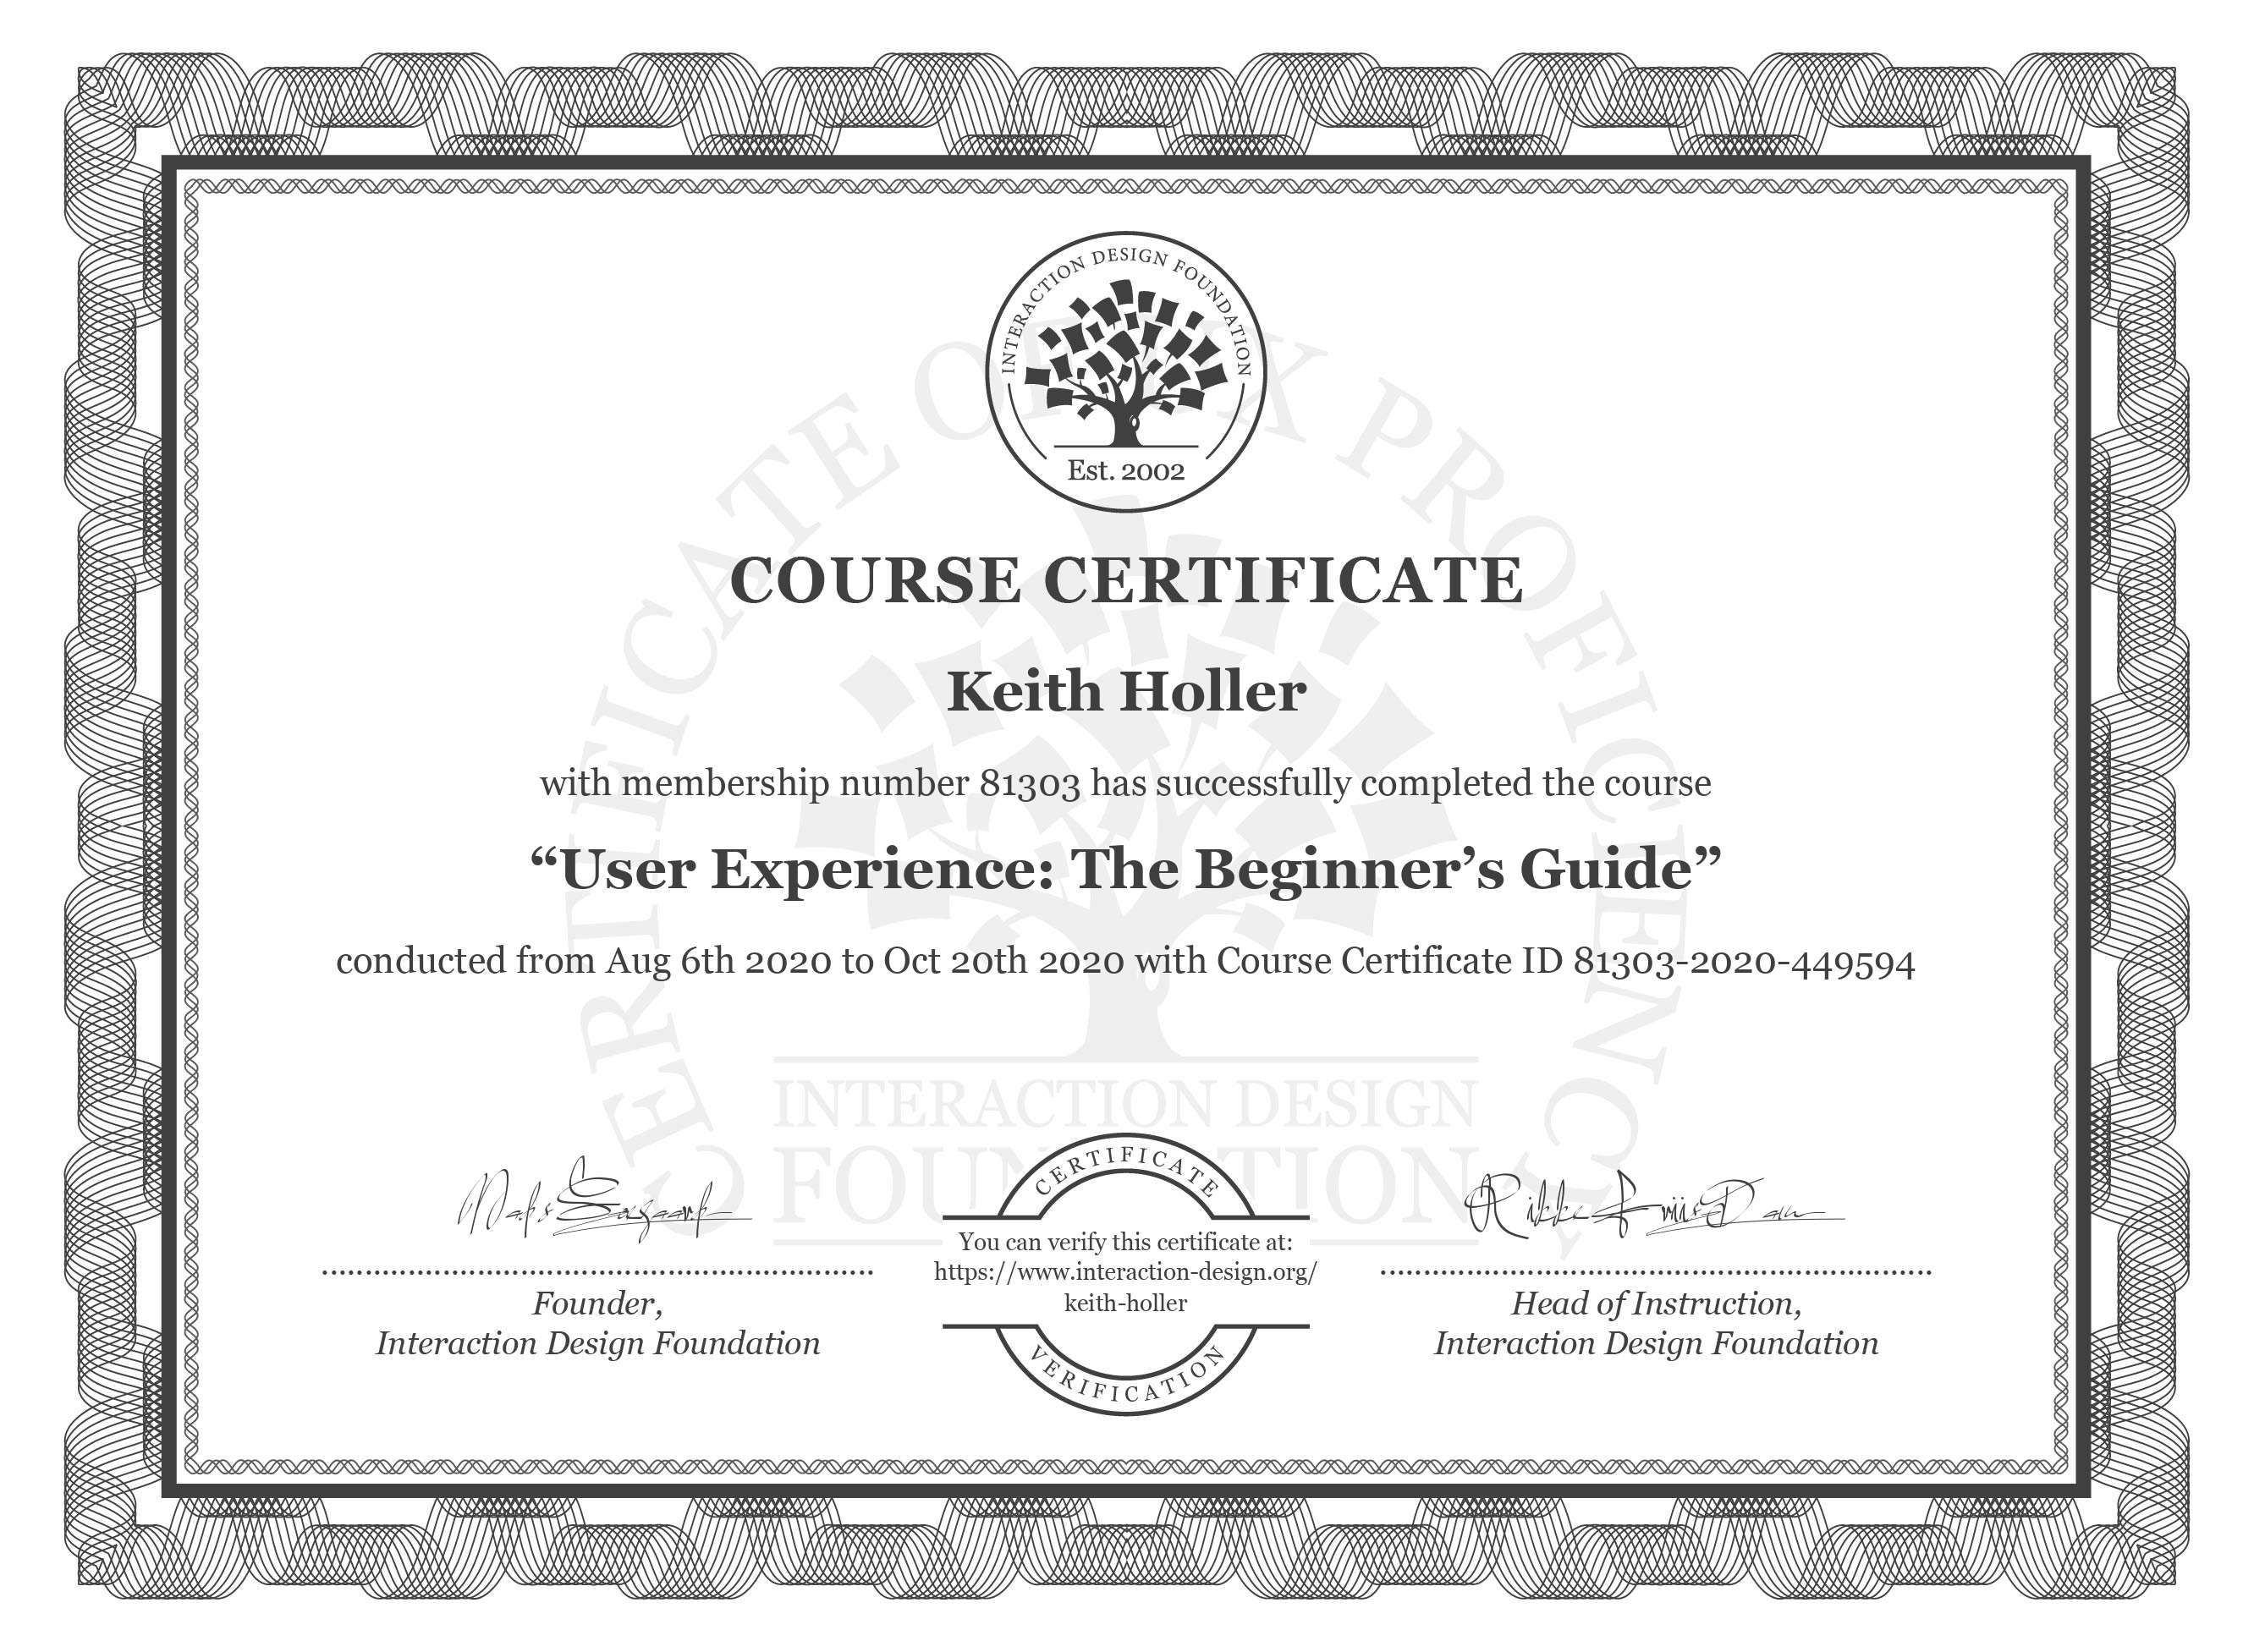 INTERACTION DESIGN FOUNDATION
Est. 2002
CERTIFICATE OF UX PROFICIENCY
COURSE CERTIFICATE
Keith Holler
with membership number 81303 has successfully completed the course
“User Experience: The Beginner’s Guide”
conducted from Aug 6th 2020 to Oct 20th 2020 with Course Certificate ID 81303-2020-449594
INTERACTION DESIGN
FOUNDATION
CERTIFICATE
You can verify this certificate at:
https://www.interaction-design.org/
keith-holler
VERIFICATION
Founder,
Interaction Design Foundation
Rikke Friis Dam
Head of Instruction,
Interaction Design Foundation